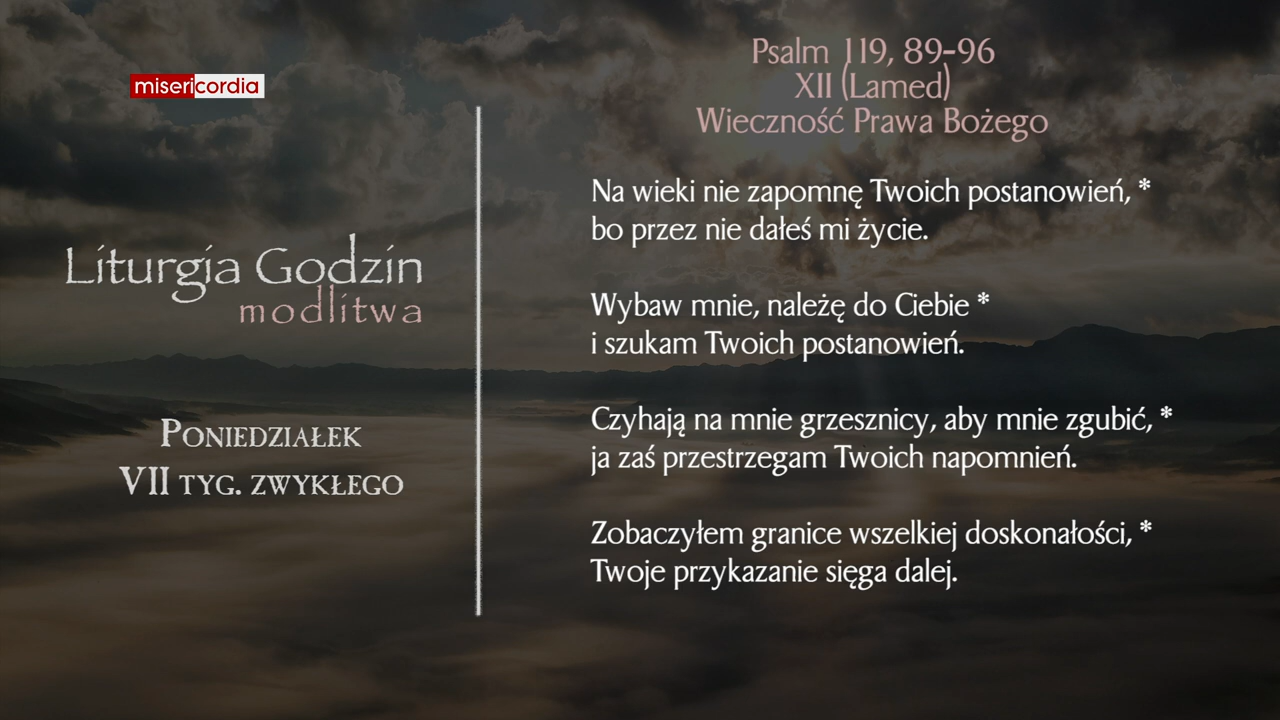 misericordia
Liturgia Godzin
modlitwa
Poniedziałek
VII tyg. zwykłego
Psalm 119, 89-96
XII (Lamed)
Wieczność Prawa Bożego
Na wieki nie zapomnę Twoich postanowień, *
bo przez nie dałeś mi życie.
Wybaw mnie, należę do Ciebie *
i szukam Twoich postanowień.
Czyhają na mnie grzesznicy, aby mnie zgubić, *
ja zaś przestrzegam Twoich napomnień.
Zobaczyłem granice wszelkiej doskonałości, *
Twoje przykazanie sięga dalej.